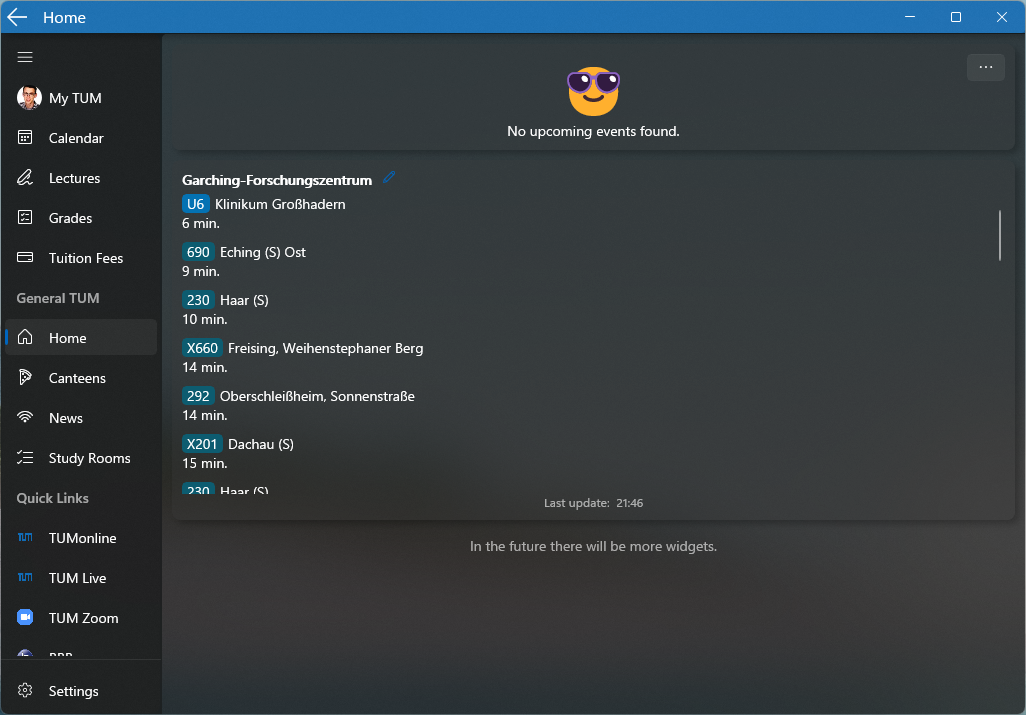 Home
My TUM
Calendar
Lectures
Grades
Tuition Fees
General TUM
Home
Canteens
News
Study Rooms
Quick Links
TUMonline
TUM Live
TUM Zoom
Settings
...
No upcoming events found.
Garching-Forschungszentrum
U6 Klinikum Großhadern
6 min.
690 Eching (S) Ost
9 min.
230 Haar (S)
10 min.
X660 Freising, Weihenstephaner Berg
14 min.
292 Oberschleißheim, Sonnenstraße
14 min.
X201 Dachau (S)
15 min.
230 Haar (S)
Last update: 21:46
In the future there will be more widgets.